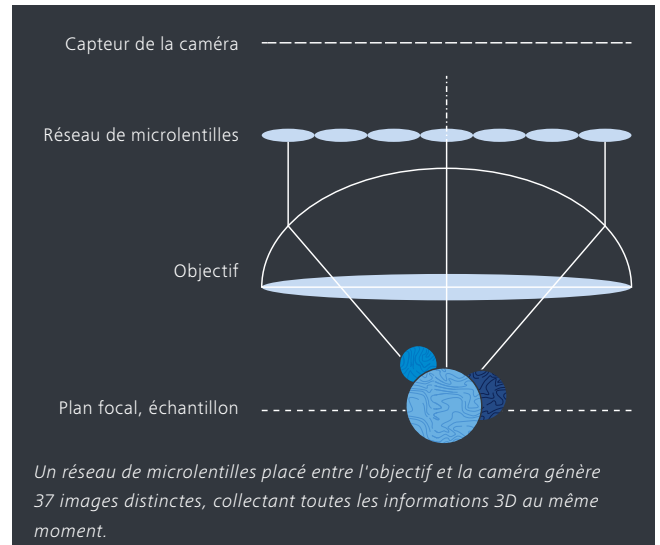 Capteur de la caméra
Réseau de microlentilles
Objectif
Plan focal, échantillon
Un réseau de microlentilles placé entre l'objectif et la caméra génère
37 images distinctes, collectant toutes les informations 3D au même
moment.